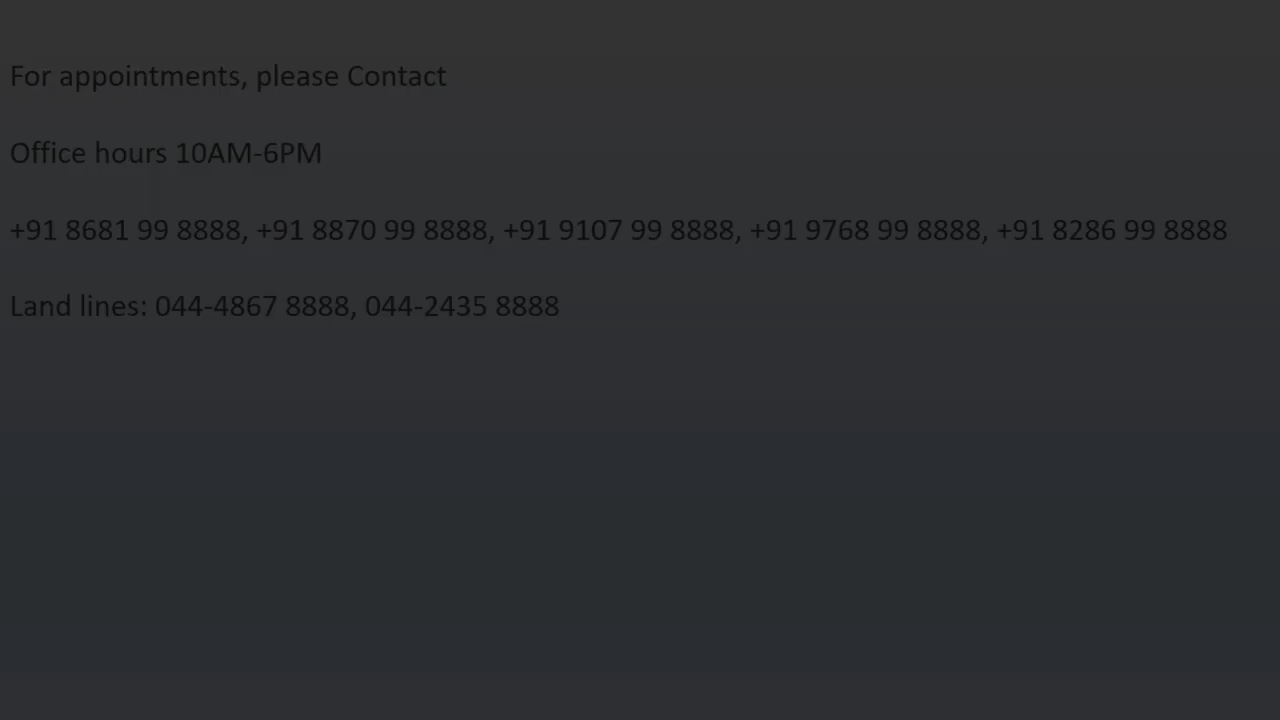 For appointments, please Contact
Office hours 10AM-6PM
+91 8681 99 8888, +91 8870 99 8888, +91 9107 99 8888, +91 9768 99 8888, +91 8286 99 8888
Land lines: 044-4867 8888, 044-2435 8888